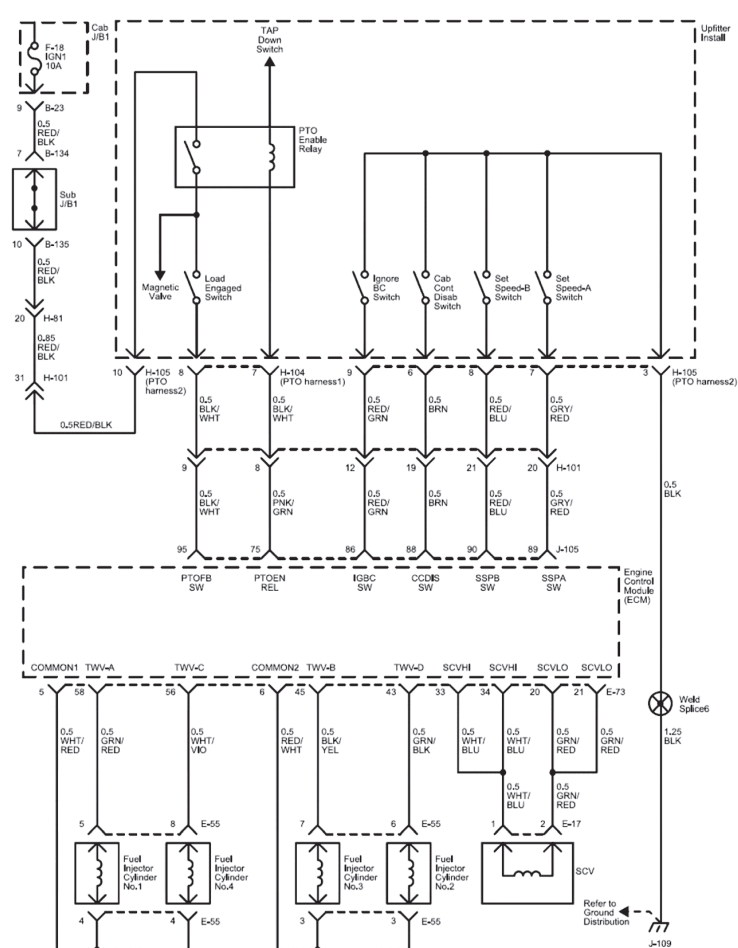 Cab
J/B1
F-18
IGN1
10A
TAP
Down
Switch
Upfitter
Install
9 B-23
0.5
RED/
BLK
7 B-134
PTO
Enable
Relay
Sub
J/B1
10 B-135
0.5
RED/
BLK
Magnetic
Valve
Load
Engaged
Switch
Ignore
BC
Switch
Cab
Cont
Disab
Switch
Set
Speed-B
Switch
Set
Speed-A
Switch
20 H-81
0.85
RED/
BLK
31 H-101
0.5RED/BLK
10 H-105
(PTO
harness2)
8 7 H-104
(PTO harness1)
9 6 8 7 3 H-105
(PTO harness2)
0.5
BLK/
WHT
0.5
BLK/
WHT
0.5
RED/
GRN
0.5
BRN
0.5
RED/
BLU
0.5
GRY/
RED
9 8 12 19 21 20 H-101
0.5
BLK
0.5
BLK/
WHT
0.5
PNK/
GRN
0.5
RED/
GRN
0.5
BRN
0.5
RED/
BLU
0.5
GRY/
RED
95 75 86 88 90 89 J-105
PTOFB
SW
PTOEN
REL
IGBC
SW
CCDIS
SW
SSPB
SW
SSPA
SW
Engine
Control
Module
(ECM)
COMMON1 TWV-A TWV-C COMMON2 TWV-B TWV-D SCVHI SCVHI SCVLO SCVLO
5 58 56 6 45 43 33 34 20 21 E-73
Weld
Splice6
0.5
WHT/
RED
0.5
GRN/
RED
0.5
WHT/
VIO
0.5
RED/
WHT
0.5
BLK/
YEL
0.5
GRN/
BLK
0.5
WHT/
BLU
0.5
WHT/
BLU
0.5
GRN/
RED
0.5
GRN/
RED
1.25
BLK
0.5
WHT/
BLU
0.5
GRN/
RED
5 8 E-55
7 6 E-55
1 2 E-17
Fuel
Injector
Cylinder
No.1
Fuel
Injector
Cylinder
No.4
Fuel
Injector
Cylinder
No.3
Fuel
Injector
Cylinder
No.2
SCV
4 4 E-55
3 3 E-55
Refer to
Ground
Distribution
J-109